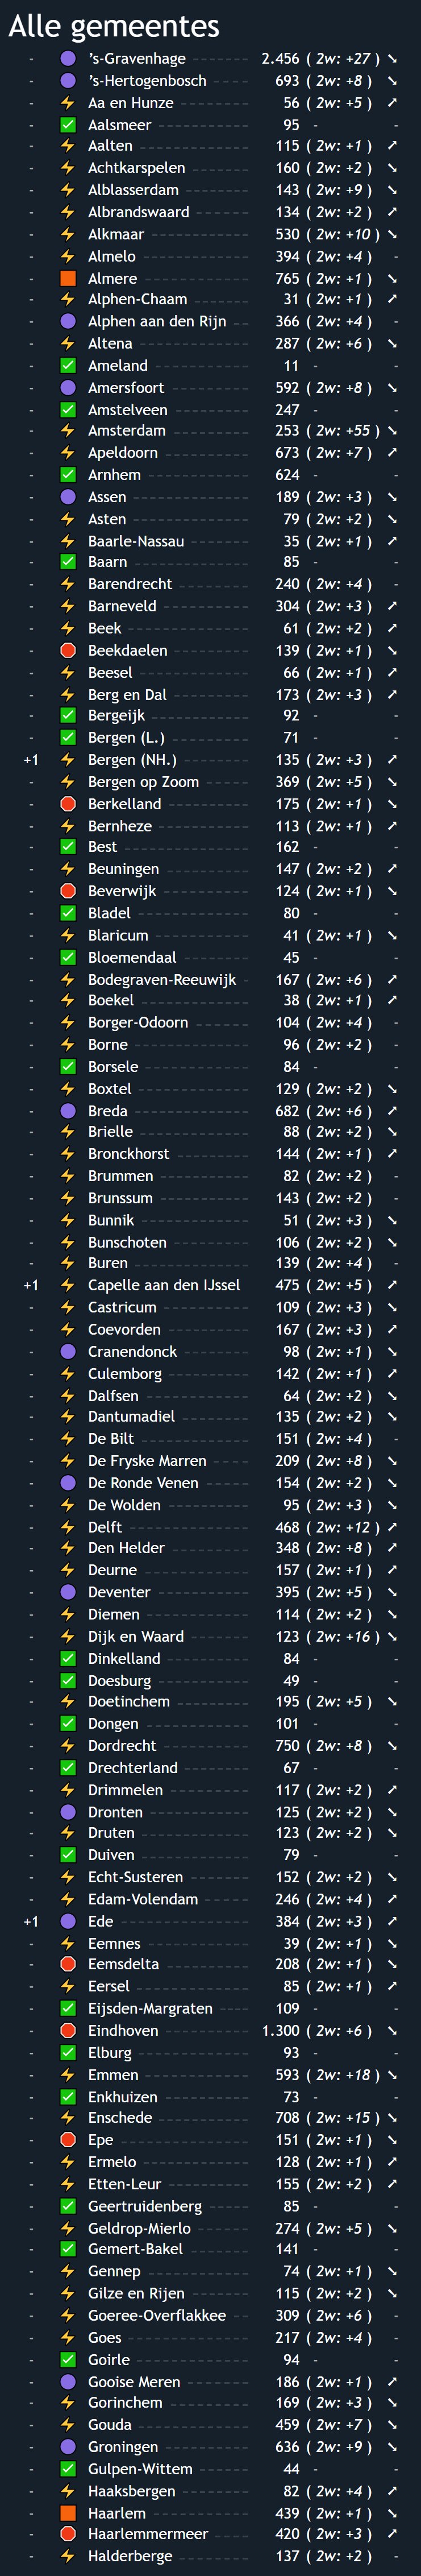 Alle gemeentes
- 's-Gravenhage 2.456 ( 2w: +27 ) ↘
- 's-Hertogenbosch 693 ( 2w: +8 ) ↘
- Aa en Hunze 56 ( 2w: +5 ) ↗
- Aalsmeer 95 - -
- Aalten 115 ( 2w: +1 ) ↗
- Achtkarspelen 160 ( 2w: +2 ) ↘
- Alblasserdam 143 ( 2w: +9 ) ↘
- Albrandswaard 134 ( 2w: +2 ) ↗
- Alkmaar 530 ( 2w: +10 ) ↘
- Almelo 394 ( 2w: +4 ) -
- Almere 765 ( 2w: +1 ) ↘
- Alphen-Chaam 31 ( 2w: +1 ) ↗
- Alphen aan den Rijn 366 ( 2w: +4 ) -
- Altena 287 ( 2w: +6 ) ↘
- Ameland 11 - -
- Amersfoort 592 ( 2w: +8 ) ↘
- Amstelveen 247 - -
- Amsterdam 253 ( 2w: +55 ) ↘
- Apeldoorn 673 ( 2w: +7 ) ↗
- Arnhem 624 - -
- Assen 189 ( 2w: +3 ) ↘
- Asten 79 ( 2w: +2 ) ↘
- Baarle-Nassau 35 ( 2w: +1 ) ↗
- Baarn 85 - -
- Barendrecht 240 ( 2w: +4 ) -
- Barneveld 304 ( 2w: +3 ) ↗
- Beek 61 ( 2w: +2 ) ↗
- Beekdaelen 139 ( 2w: +1 ) ↘
- Beesel 66 ( 2w: +1 ) ↗
- Berg en Dal 173 ( 2w: +3 ) ↗
- Bergeijk 92 - -
- Bergen (L.) 71 - -
+1 Bergen (NH.) 135 ( 2w: +3 ) ↗
- Bergen op Zoom 369 ( 2w: +5 ) ↘
- Berkelland 175 ( 2w: +1 ) ↘
- Bernheze 113 ( 2w: +1 ) ↗
- Best 162 - -
- Beuningen 147 ( 2w: +2 ) ↗
- Beverwijk 124 ( 2w: +1 ) ↘
- Bladel 80 - -
- Blaricum 41 ( 2w: +1 ) ↘
- Bloemendaal 45 - -
- Bodegraven-Reeuwijk 167 ( 2w: +6 ) ↗
- Boekel 38 ( 2w: +1 ) ↗
- Borger-Odoorn 104 ( 2w: +4 ) -
- Borne 96 ( 2w: +2 ) -
- Borsele 84 - -
- Boxtel 129 ( 2w: +2 ) ↘
- Breda 682 ( 2w: +6 ) ↗
- Brielle 88 ( 2w: +2 ) ↘
- Bronckhorst 144 ( 2w: +1 ) ↗
- Brummen 82 ( 2w: +2 ) -
- Brunssum 143 ( 2w: +2 ) -
- Bunnik 51 ( 2w: +3 ) ↘
- Bunschoten 106 ( 2w: +2 ) ↘
- Buren 139 ( 2w: +4 ) -
+1 Capelle aan den IJssel 475 ( 2w: +5 ) ↗
- Castricum 109 ( 2w: +3 ) ↘
- Coevorden 167 ( 2w: +3 ) ↗
- Cranendonck 98 ( 2w: +1 ) ↘
- Culemborg 142 ( 2w: +1 ) ↗
- Dalfsen 64 ( 2w: +2 ) ↘
- Dantumadiel 135 ( 2w: +2 ) ↘
- De Bilt 151 ( 2w: +4 ) -
- De Fryske Marren 209 ( 2w: +8 ) ↘
- De Ronde Venen 154 ( 2w: +2 ) ↘
- De Wolden 95 ( 2w: +3 ) ↘
- Delft 468 ( 2w: +12 ) ↗
- Den Helder 348 ( 2w: +8 ) ↗
- Deurne 157 ( 2w: +1 ) ↗
- Deventer 395 ( 2w: +5 ) ↘
- Diemen 114 ( 2w: +2 ) ↘
- Dijk en Waard 123 ( 2w: +16 ) ↘
- Dinkelland 84 - -
- Doesburg 49 - -
- Doetinchem 195 ( 2w: +5 ) ↘
- Dongen 101 - -
- Dordrecht 750 ( 2w: +8 ) ↘
- Drechterland 67 - -
- Drimmelen 117 ( 2w: +2 ) ↗
- Dronten 125 ( 2w: +2 ) ↘
- Druten 123 ( 2w: +2 ) ↘
- Duiven 79 - -
- Echt-Susteren 152 ( 2w: +2 ) ↘
- Edam-Volendam 246 ( 2w: +4 ) ↗
+1 Ede 384 ( 2w: +3 ) ↗
- Eemnes 39 ( 2w: +1 ) ↘
- Eemsdelta 208 ( 2w: +1 ) ↘
- Eersel 85 ( 2w: +1 ) ↗
- Eijsden-Margraten 109 - -
- Eindhoven 1.300 ( 2w: +6 ) ↘
- Elburg 93 - -
- Emmen 593 ( 2w: +18 ) ↘
- Enkhuizen 73 - -
- Enschede 708 ( 2w: +15 ) ↘
- Epe 151 ( 2w: +1 ) ↘
- Ermelo 128 ( 2w: +1 ) ↗
- Etten-Leur 155 ( 2w: +2 ) ↗
- Geertruidenberg 85 - -
- Geldrop-Mierlo 274 ( 2w: +5 ) ↘
- Gemert-Bakel 141 - -
- Gennep 74 ( 2w: +1 ) ↘
- Gilze en Rijen 115 ( 2w: +2 ) ↘
- Goeree-Overflakkee 309 ( 2w: +6 ) -
- Goes 217 ( 2w: +4 ) -
- Goirle 94 - -
- Gooise Meren 186 ( 2w: +1 ) ↗
- Gorinchem 169 ( 2w: +3 ) ↘
- Gouda 459 ( 2w: +7 ) ↘
- Groningen 636 ( 2w: +9 ) ↘
- Gulpen-Wittem 44 - -
- Haaksbergen 82 ( 2w: +4 ) ↗
- Haarlem 439 ( 2w: +1 ) ↘
- Haarlemmermeer 420 ( 2w: +3 ) ↗
- Halderberge 137 ( 2w: +2 ) -